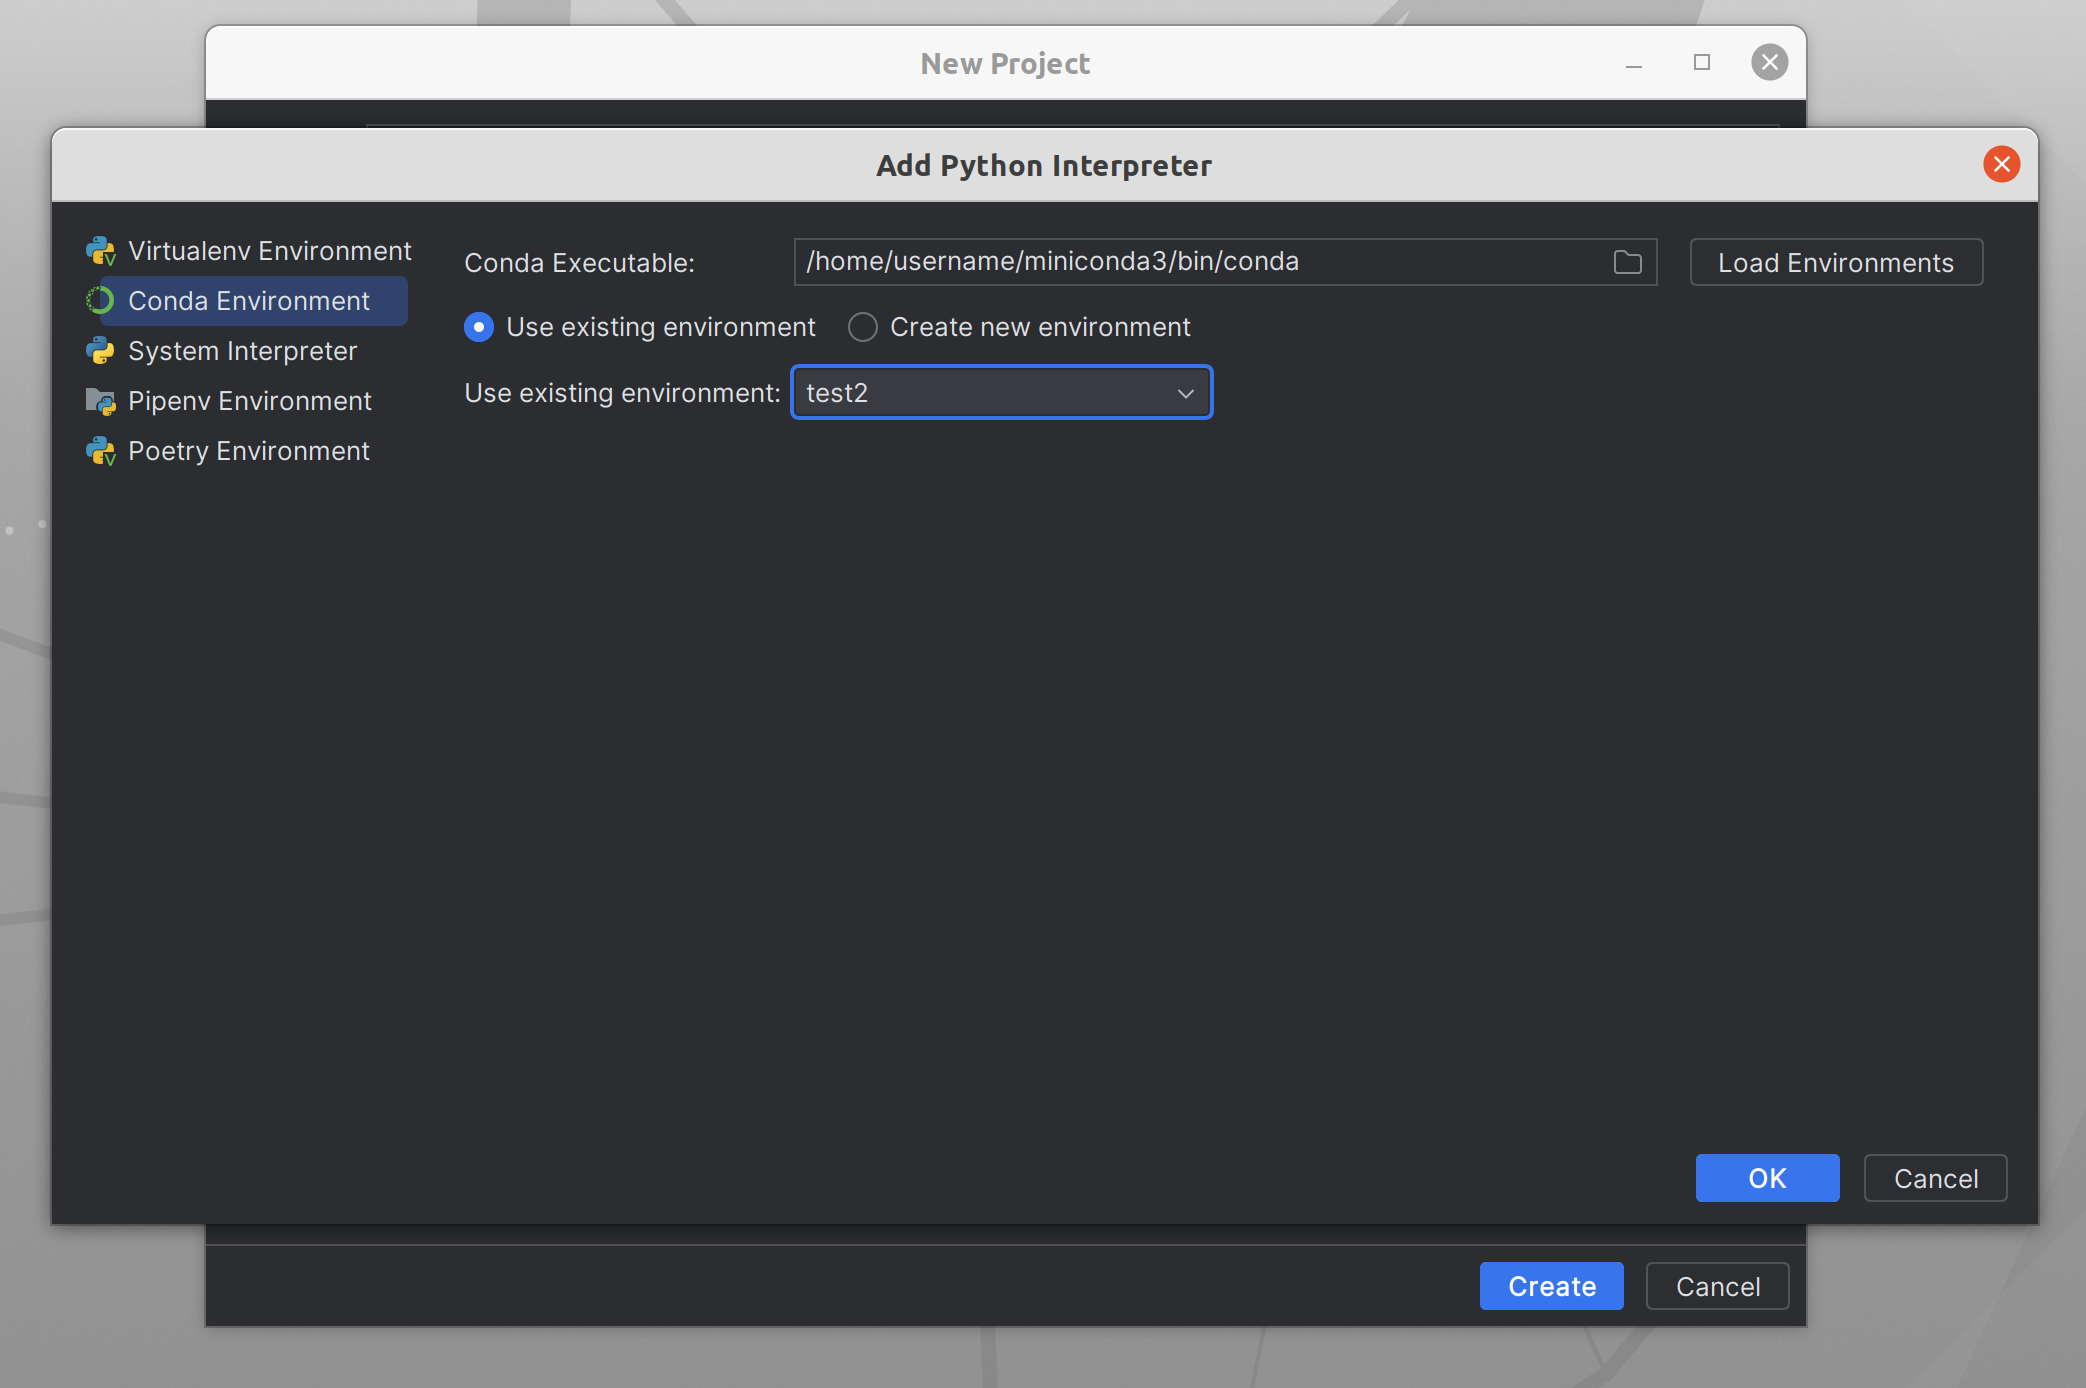 New Project
Add Python Interpreter
Virtualenv Environment
Conda Environment
System Interpreter
Pipenv Environment
Poetry Environment
Conda Executable: /home/username/miniconda3/bin/conda Load Environments
Use existing environment Create new environment
Use existing environment: test2
OK Cancel
Create Cancel